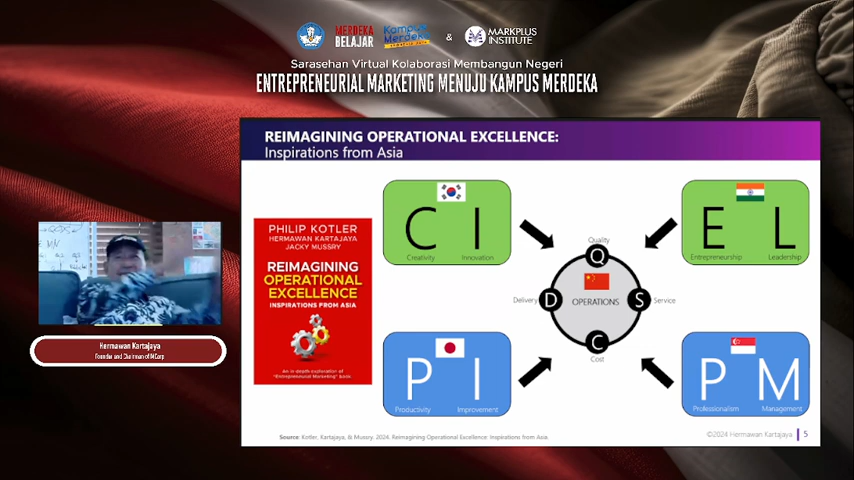 MERDEKA
BELAJAR
Kampus
Merdeka
INDONESIA JAYA
&
MARKPLUS
INSTITUTE
Sarasehan Virtual Kolaborasi Membangun Negeri
ENTREPRENEURIAL MARKETING MENUJU KAMPUS MERDEKA
REIMAGINING OPERATIONAL EXCELLENCE:
Inspirations from Asia
PHILIP KOTLER
HERMAWAN KARTAJAYA
JACKY MUSSRY
REIMAGINING
OPERATIONAL
EXCELLENCE
INSPIRATIONS FROM ASIA
An in-depth exploration of
"Entrepreneurial Marketing" book
C I
Creativity Innovation
E L
Entrepreneurship Leadership
Quality
Q
Delivery D OPERATIONS S Service
C
Cost
P I
Productivity Improvement
P M
Professionalism Management
Source: Kotler, Kartajaya, & Mussry. 2024. Reimagining Operational Excellence: Inspirations from Asia.
©2024 Hermawan Kartajaya 5
Hermawan Kartajaya
Founder and Chairman of MCorp